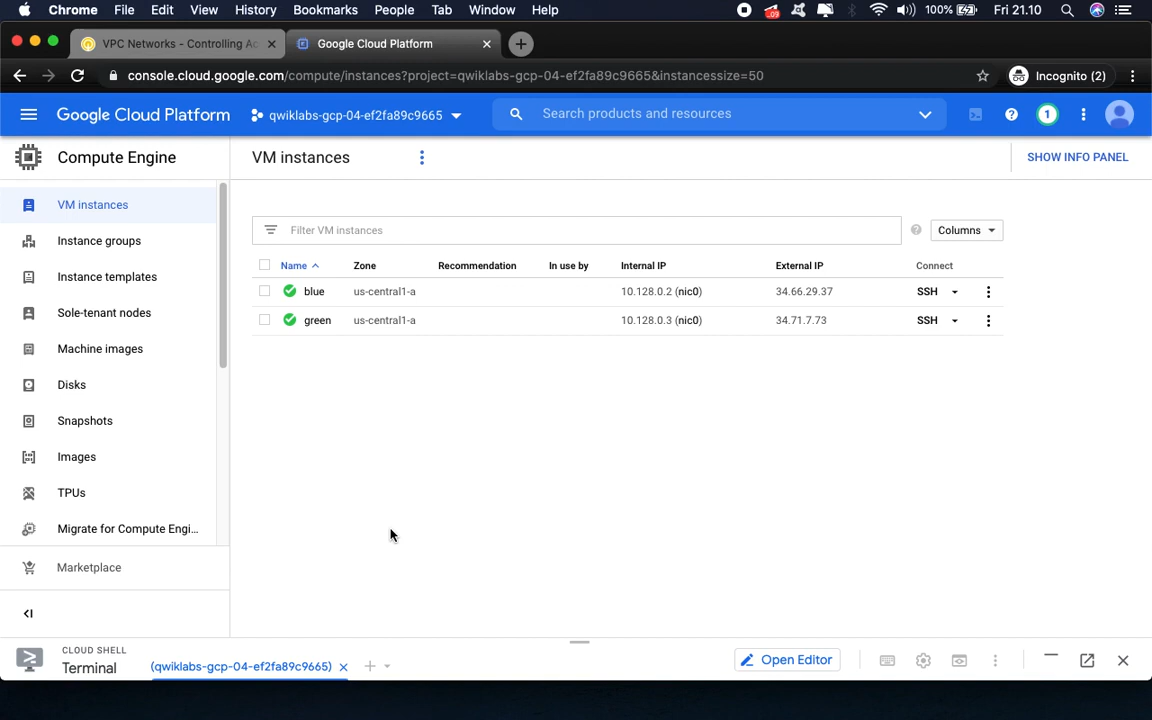 Chrome File Edit View History Bookmarks People Tab Window Help 100% Fri 21.10
VPC Networks - Controlling Ac Google Cloud Platform
console.cloud.google.com/compute/instances?project=qwiklabs-gcp-04-ef2fa89c9665&instancessize=50 Incognito (2)
Google Cloud Platform qwiklabs-gcp-04-ef2fa89c9665 Search products and resources 1
Compute Engine VM instances SHOW INFO PANEL
VM instances
Filter VM instances Columns
Instance groups
Name Zone Recommendation In use by Internal IP External IP Connect
Instance templates
blue us-central1-a 10.128.0.2 (nic0) 34.66.29.37 SSH
Sole-tenant nodes
green us-central1-a 10.128.0.3 (nic0) 34.71.7.73 SSH
Machine images
Disks
Snapshots
Images
TPUs
Migrate for Compute Engi...
Marketplace
CLOUD SHELL
Terminal (qwiklabs-gcp-04-ef2fa89c9665) Open Editor